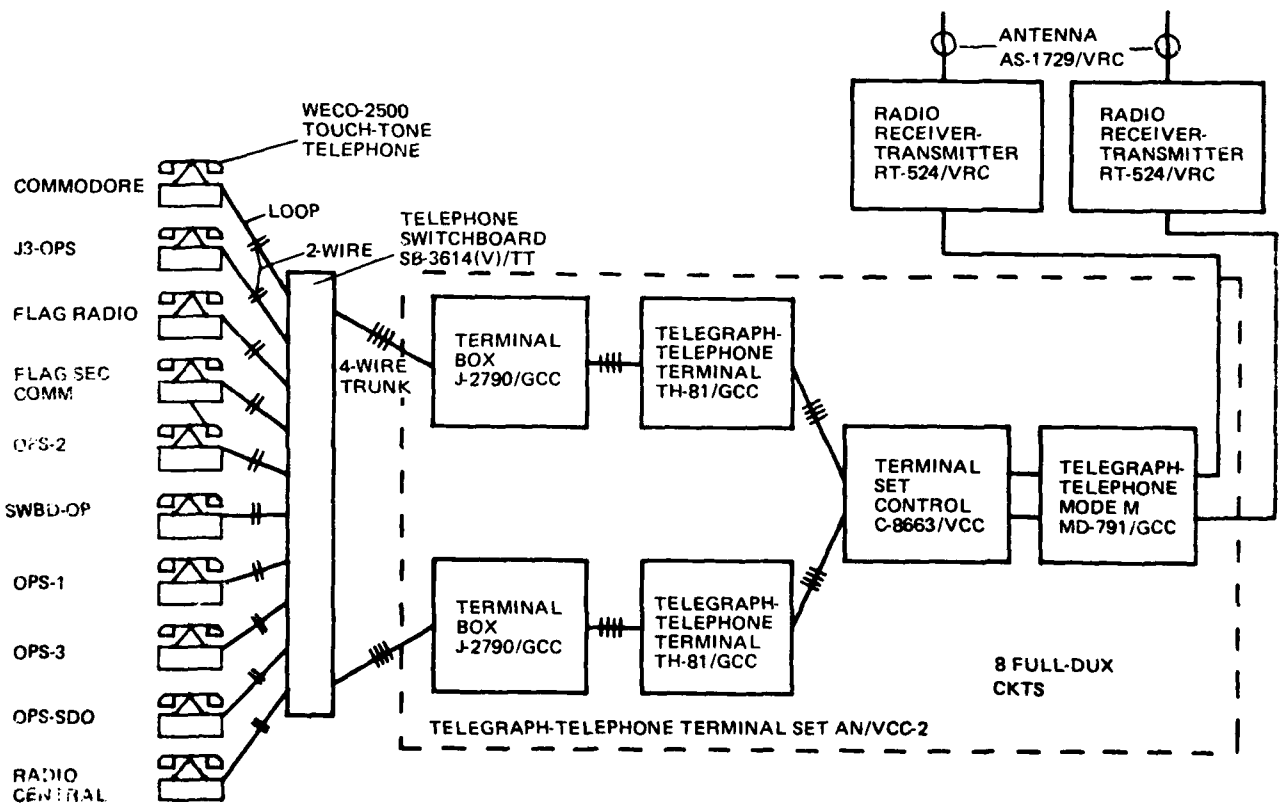 ANTENNA
AS-1729/VRC
RADIO
RECEIVER-
TRANSMITTER
RT-524/VRC
RADIO
RECEIVER-
TRANSMITTER
RT-524/VRC
WECO-2500
TOUCH-TONE
TELEPHONE
COMMODORE
LOOP
J3-OPS
2-WIRE
TELEPHONE
SWITCHBOARD
SB-3614(V)/TT
FLAG RADIO
FLAG SEC
COMM
OPS-2
SWBD-OP
OPS-1
OPS-3
OPS-SDO
RADIO
CENTRAL
4-WIRE
TRUNK
TERMINAL
BOX
J-2790/GCC
TELEGRAPH-
TELEPHONE
TERMINAL
TH-81/GCC
TERMINAL
SET
CONTROL
C-8663/VCC
TELEGRAPH-
TELEPHONE
MODE M
MD-791/GCC
TERMINAL
BOX
J-2790/GCC
TELEGRAPH-
TELEPHONE
TERMINAL
TH-81/GCC
8 FULL-DUX
CKTS
TELEGRAPH-TELEPHONE TERMINAL SET AN/VCC-2